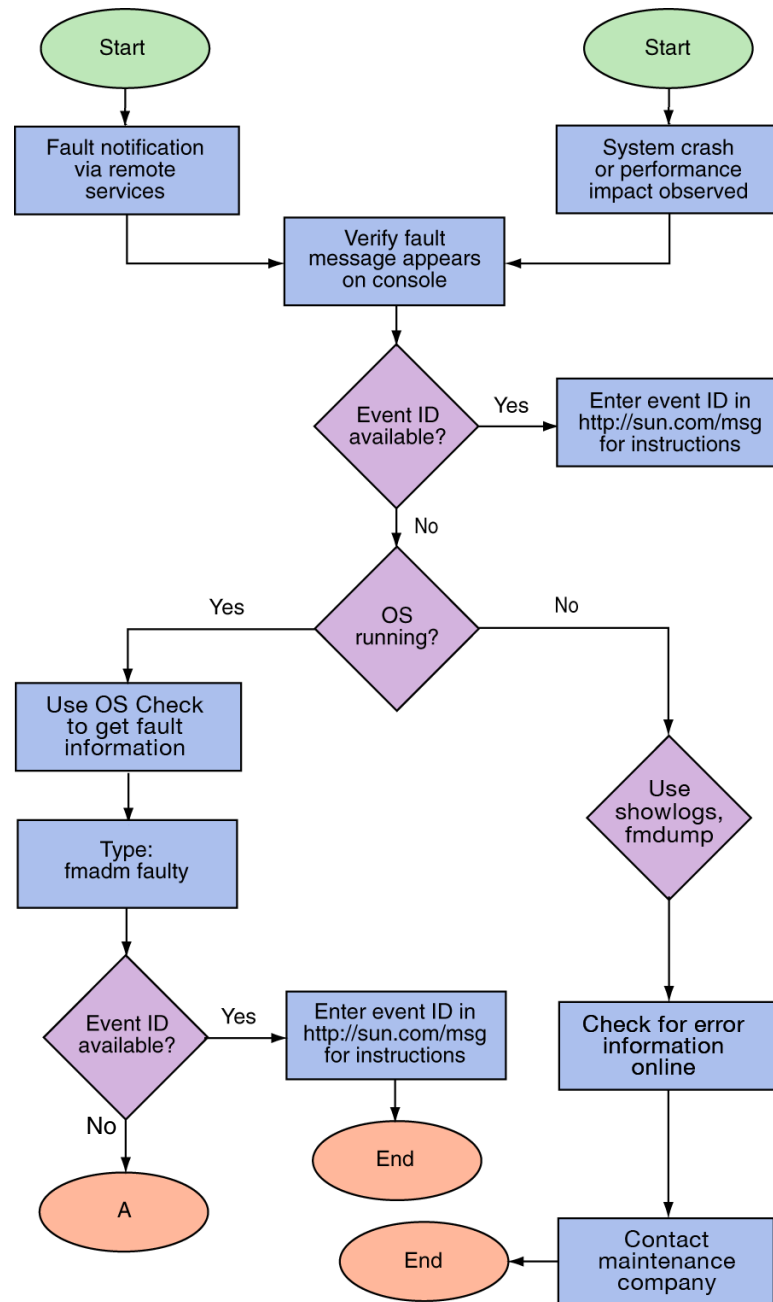 Start
Start
Fault notification
via remote
services
System crash
or performance
impact observed
Verify fault
message appears
on console
Event ID
available?
Yes
Enter event ID in
http://sun.com/msg
for instructions
No
OS
running?
Yes
No
Use OS Check
to get fault
information
Use
showlogs,
fmdump
Type:
fmadm faulty
Event ID
available?
Yes
Enter event ID in
http://sun.com/msg
for instructions
Check for error
information
online
No
End
A
End
Contact
maintenance
company